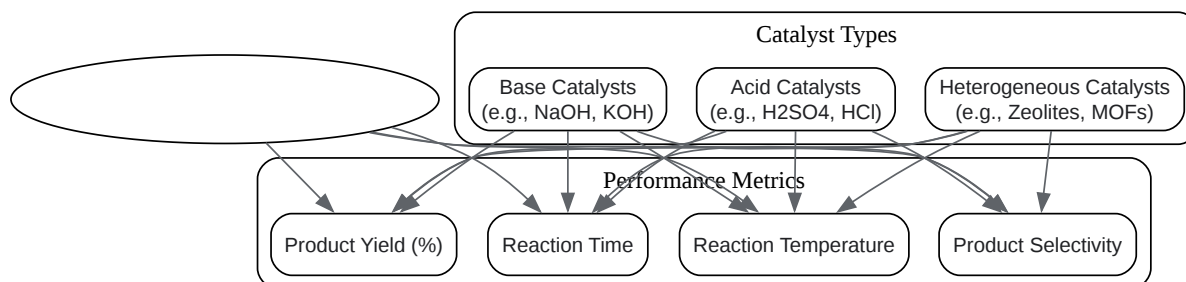 Catalyst Types
Base Catalysts
(e.g., NaOH, KOH)
Acid Catalysts
(e.g., H2SO4, HCl)
Heterogeneous Catalysts
(e.g., Zeolites, MOFs)
Performance Metrics
Product Yield (%)
Reaction Time
Reaction Temperature
Product Selectivity